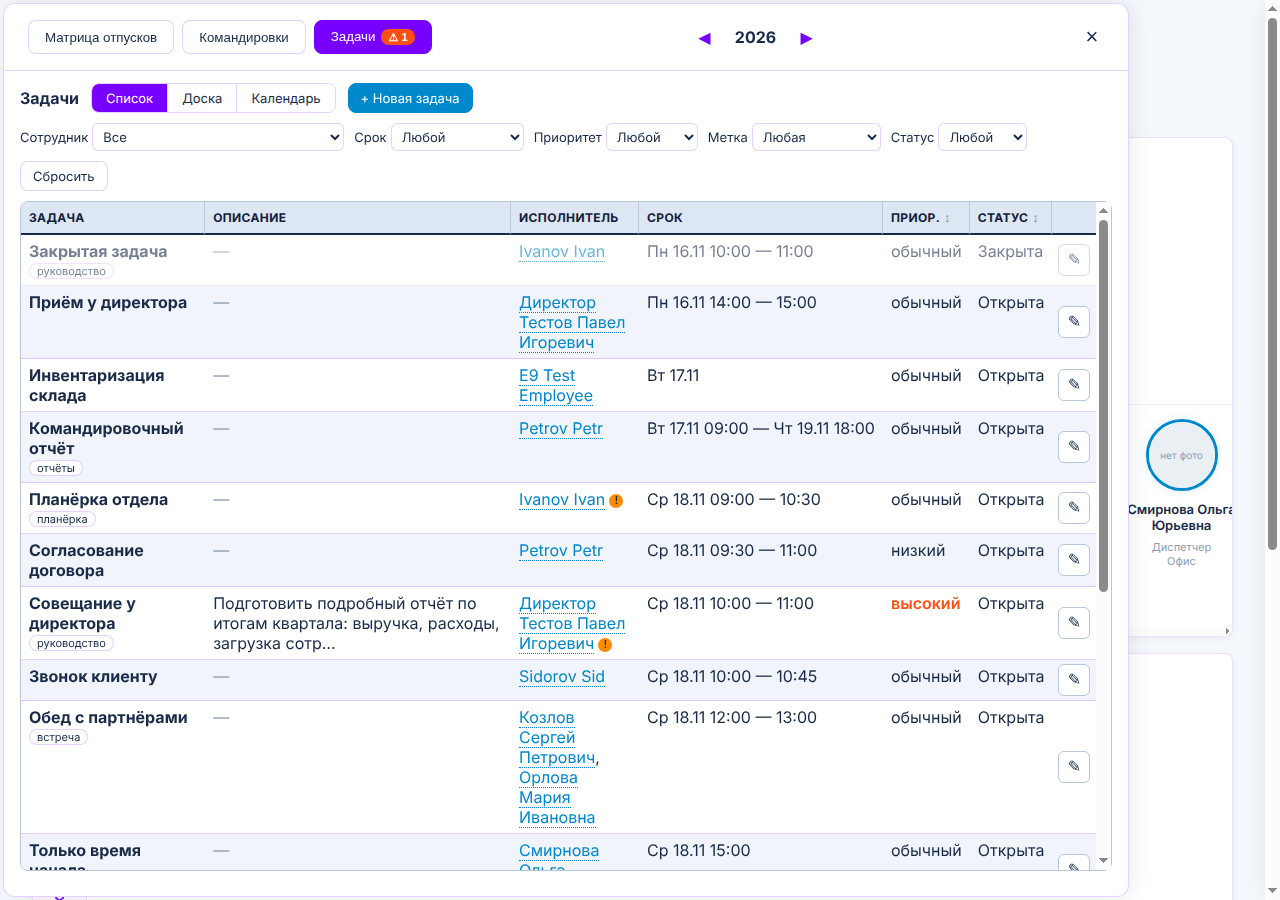 Матрица отпусков Командировки Задачи ⚠ 1 ◀ 2026 ▶ ×
Задачи Список Доска Календарь + Новая задача
Сотрудник Все Срок Любой Приоритет Любой Метка Любая Статус Любой
Сбросить
ЗАДАЧА ОПИСАНИЕ ИСПОЛНИТЕЛЬ СРОК ПРИОР. ↕ СТАТУС ↕
Закрытая задача — Ivanov Ivan Пн 16.11 10:00 — 11:00 обычный Закрыта ✎
руководство
Приём у директора — Директор Пн 16.11 14:00 — 15:00 обычный Открыта ✎
Тестов Павел
Игоревич
Инвентаризация — E9 Test Вт 17.11 обычный Открыта ✎
склада Employee
Командировочный — Petrov Petr Вт 17.11 09:00 — Чт 19.11 18:00 обычный Открыта ✎
отчёт
отчёты
Планёрка отдела — Ivanov Ivan ! Ср 18.11 09:00 — 10:30 обычный Открыта ✎
планёрка
Согласование — Petrov Petr Ср 18.11 09:30 — 11:00 низкий Открыта ✎
договора
Совещание у Подготовить подробный отчёт по Директор Ср 18.11 10:00 — 11:00 высокий Открыта ✎
директора итогам квартала: выручка, расходы, Тестов Павел
руководство загрузка сотр... Игоревич !
Звонок клиенту — Sidorov Sid Ср 18.11 10:00 — 10:45 обычный Открыта ✎
Обед с партнёрами — Козлов Ср 18.11 12:00 — 13:00 обычный Открыта ✎
встреча Сергей
Петрович,
Орлова
Мария
Ивановна
Только время — Смирнова Ср 18.11 15:00 обычный Открыта ✎
начала Ольга
нет фото
Смирнова Ольга
Юрьевна
Диспетчер
Офис